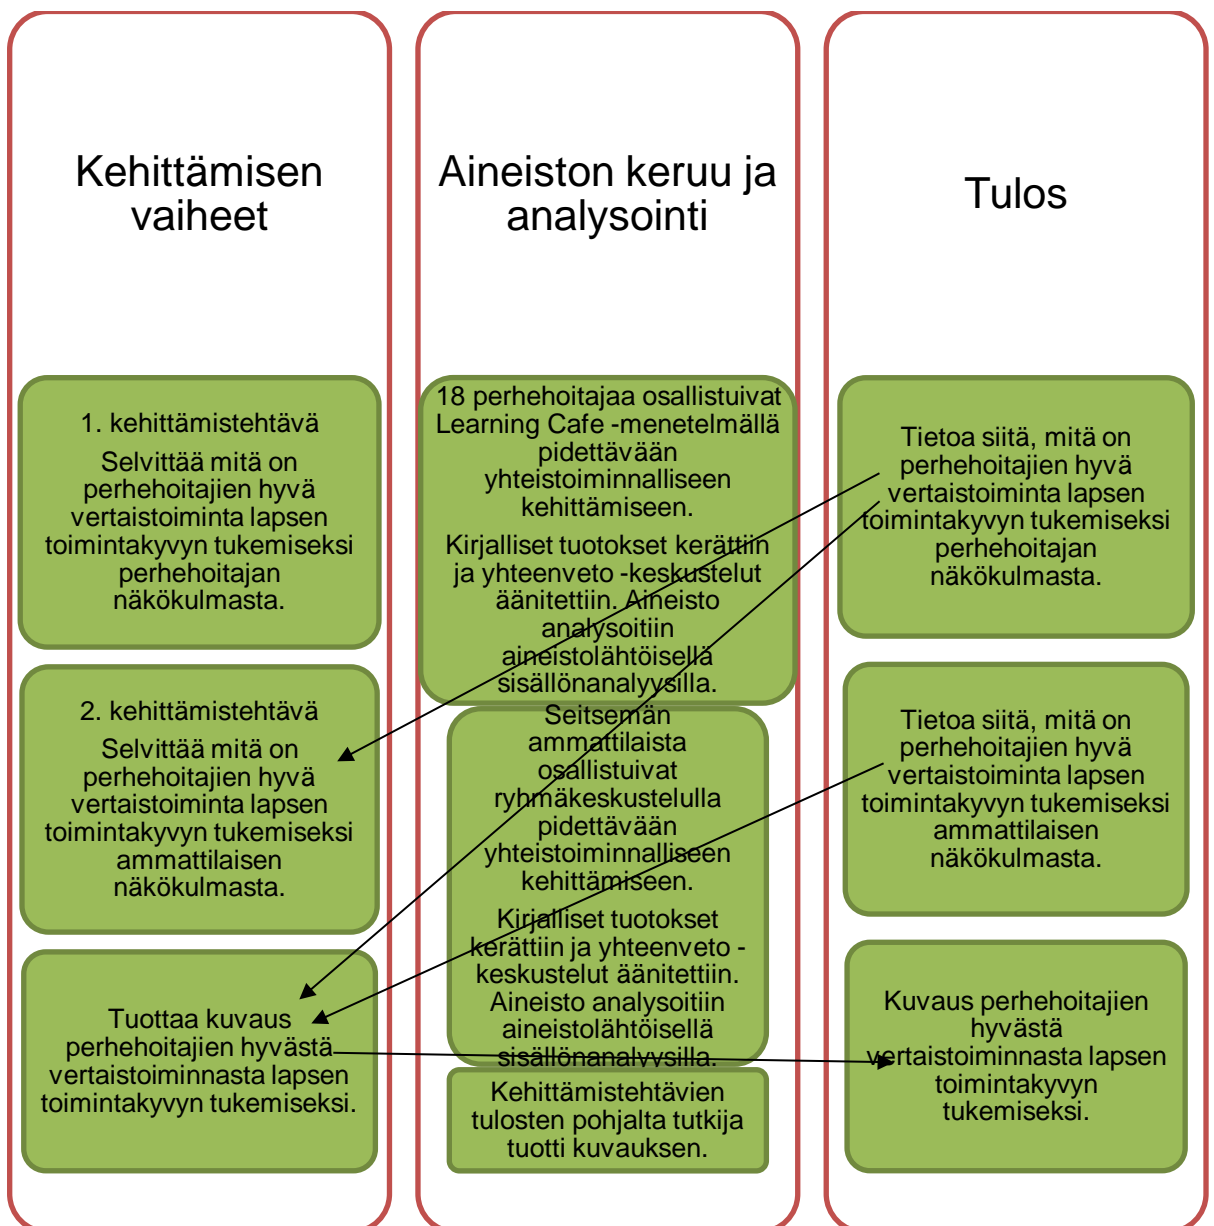 Kehittämisen
vaiheet
1. kehittämistehtävä
Selvittää mitä on
perhehoitajien hyvä
vertaistoiminta lapsen
toimintakyvyn tukemiseksi
perhehoitajan
näkökulmasta.
2. kehittämistehtävä
Selvittää mitä on
perhehoitajien hyvä
vertaistoiminta lapsen
toimintakyvyn tukemiseksi
ammattilaisen
näkökulmasta.
Tuottaa kuvaus
perhehoitajien hyvästä
vertaistoiminnasta lapsen
toimintakyvyn tukemiseksi.
Aineiston keruu ja
analysointi
18 perhehoitajaa osallistuivat
Learning Cafe -menetelmällä
pidettävään
yhteistoiminnalliseen
kehittämiseen.
Kirjalliset tuotokset kerättiin
ja yhteenveto -keskustelut
äänitettiin. Aineisto
analysoitiin
aineistolähtöisellä
sisällönanalyysilla.
Seitsemän
ammattilaista
osallistuivat
ryhmäkeskustelulla
pidettävään
yhteistoiminnalliseen
kehittämiseen.
Kirjalliset tuotokset
kerättiin ja yhteenveto -
keskustelut äänitettiin.
Aineisto analysoitiin
aineistolähtöisellä
sisällönanalyysilla.
Kehittämistehtävien
tulosten pohjalta tutkija
tuotti kuvauksen.
Tulos
Tietoa siitä, mitä on
perhehoitajien hyvä
vertaistoiminta lapsen
toimintakyvyn tukemiseksi
perhehoitajan
näkökulmasta.
Tietoa siitä, mitä on
perhehoitajien hyvä
vertaistoiminta lapsen
toimintakyvyn tukemiseksi
ammattilaisen
näkökulmasta.
Kuvaus perhehoitajien
hyvästä
vertaistoiminnasta lapsen
toimintakyvyn
tukemiseksi.